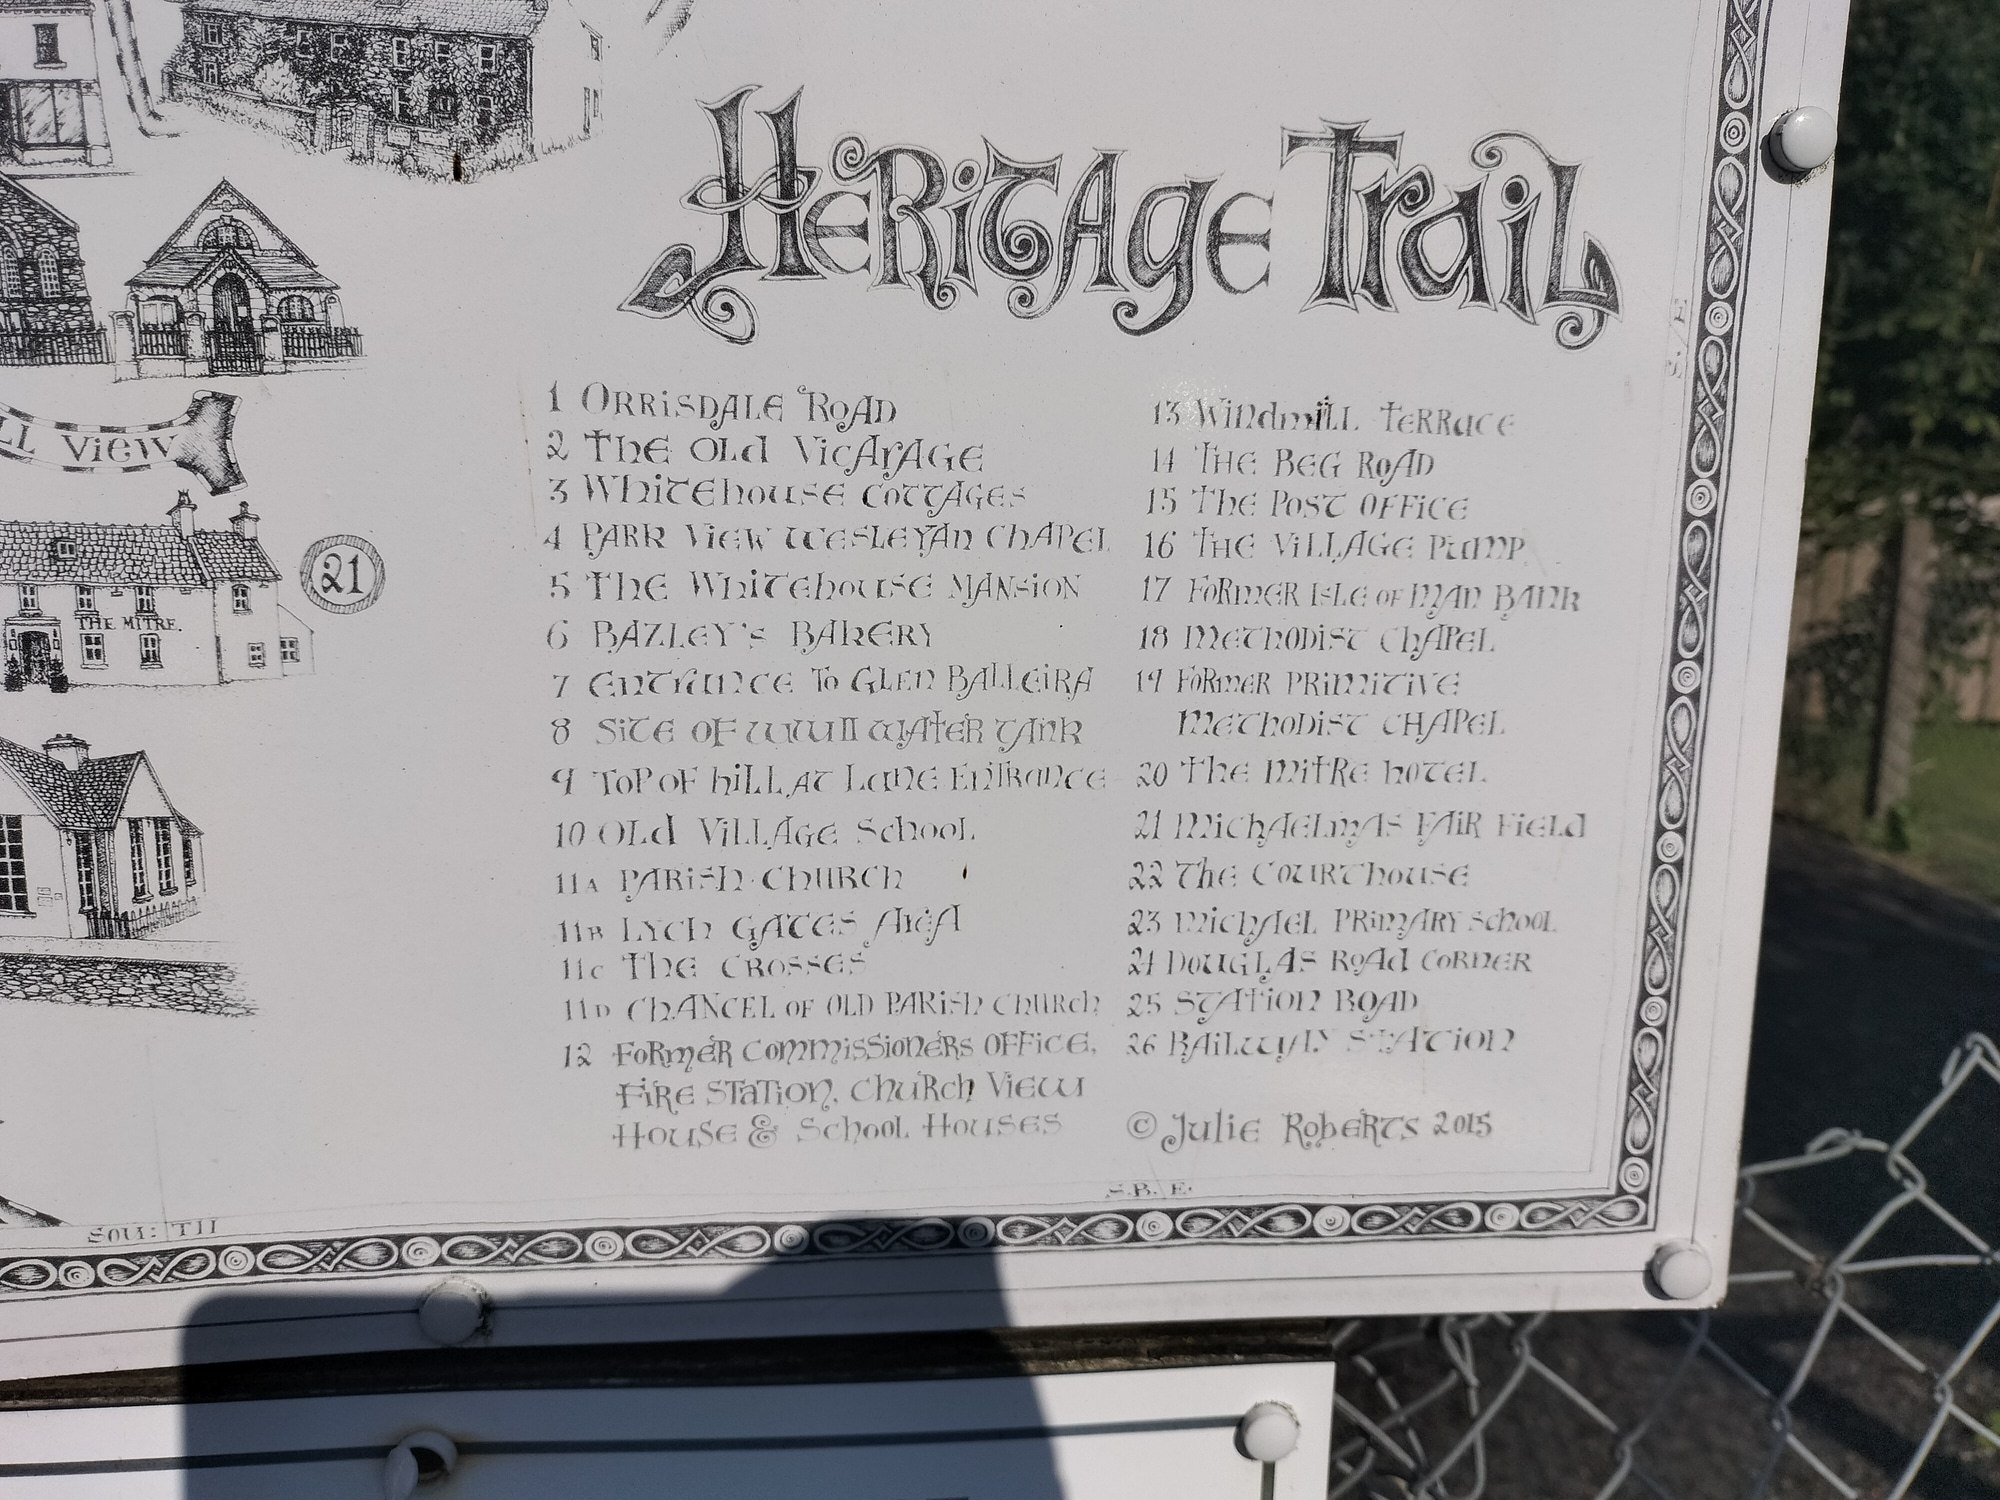 Heritage Trail
LL View
21
THE MITRE.
1 Orrisdale Road
2 The Old Vicarage
3 Whitehouse Cottages
4 Park View Wesleyan Chapel
5 The Whitehouse Mansion
6 Bazley's Bakery
7 Entrance to Glen Balleira
8 Site of WWII Water Tank
9 Top of Hill at Lane Entrance
10 Old Village School
11A Parish Church
11B Lych Gates Area
11C The Crosses
11D Chancel of Old Parish Church
12 Former Commissioners Office,
Fire Station, Church View
House & School Houses
13 Windmill Terrace
14 The Beg Road
15 The Post Office
16 The Village Pump
17 Former Isle of Man Bank
18 Methodist Chapel
19 Former Primitive
Methodist Chapel
20 The Mitre Hotel
21 Michaelmas Fair Field
22 The Courthouse
23 Michael Primary School
24 Douglas Road Corner
25 Station Road
26 Railway Station
© Julie Roberts 2015